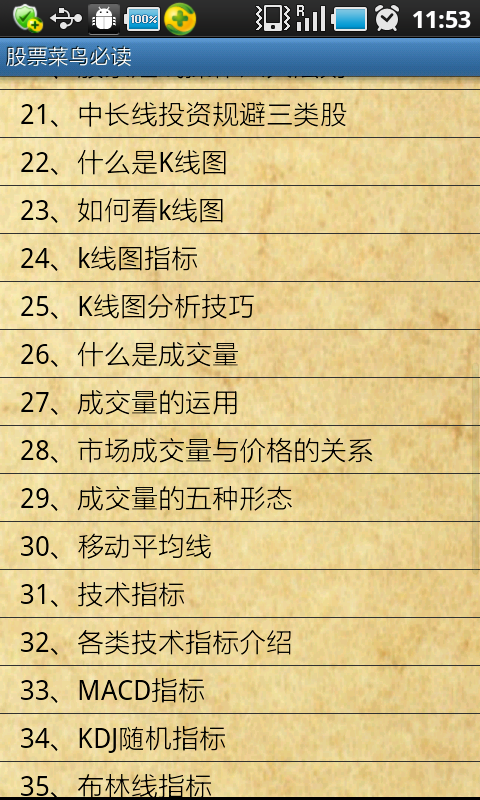 100%
R
11:53
股票菜鸟必读
21、中长线投资规避三类股
22、什么是K线图
23、如何看k线图
24、k线图指标
25、K线图分析技巧
26、什么是成交量
27、成交量的运用
28、市场成交量与价格的关系
29、成交量的五种形态
30、移动平均线
31、技术指标
32、各类技术指标介绍
33、MACD指标
34、KDJ随机指标
35、布林线指标